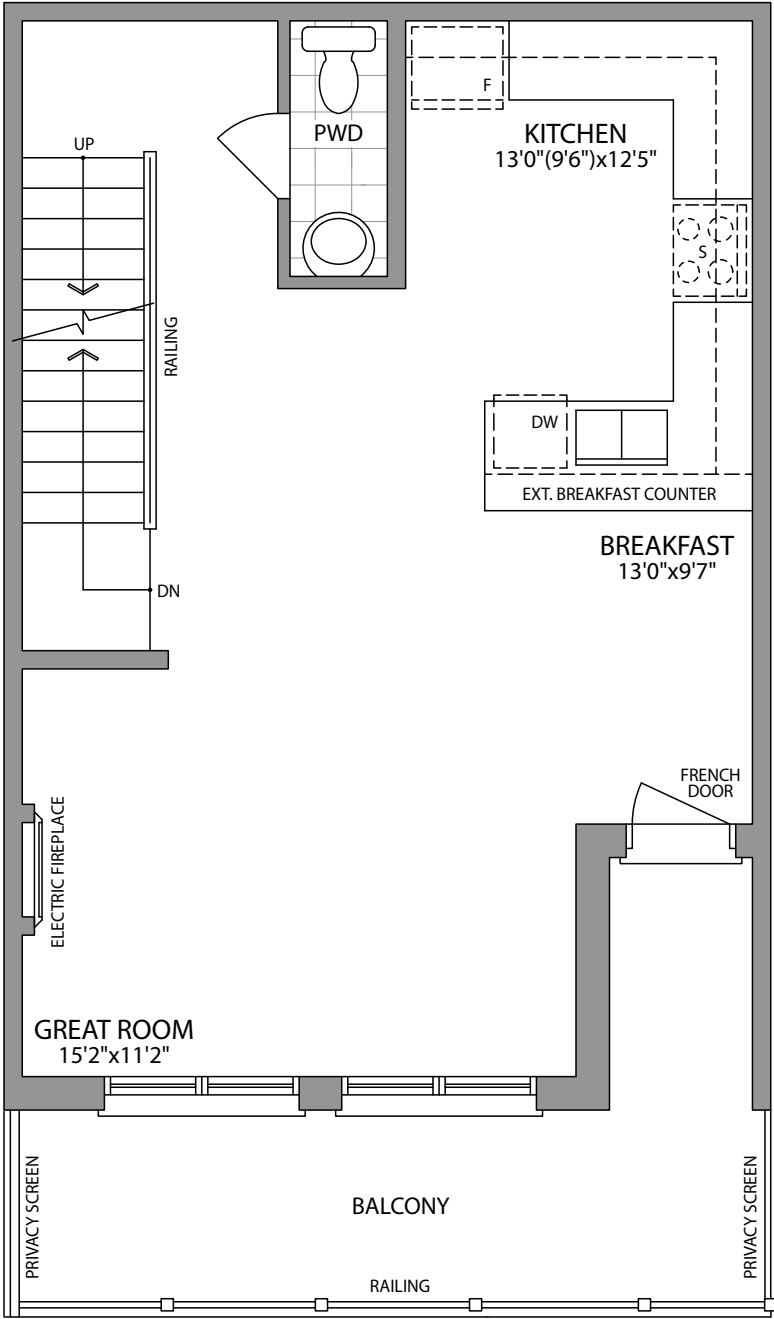 PWD
F
KITCHEN
13'0"(9'6")x12'5"
UP
S
RAILING
DW
EXT. BREAKFAST COUNTER
BREAKFAST
13'0"x9'7"
DN
FRENCH
DOOR
ELECTRIC FIREPLACE
GREAT ROOM
15'2"x11'2"
PRIVACY SCREEN
BALCONY
PRIVACY SCREEN
RAILING